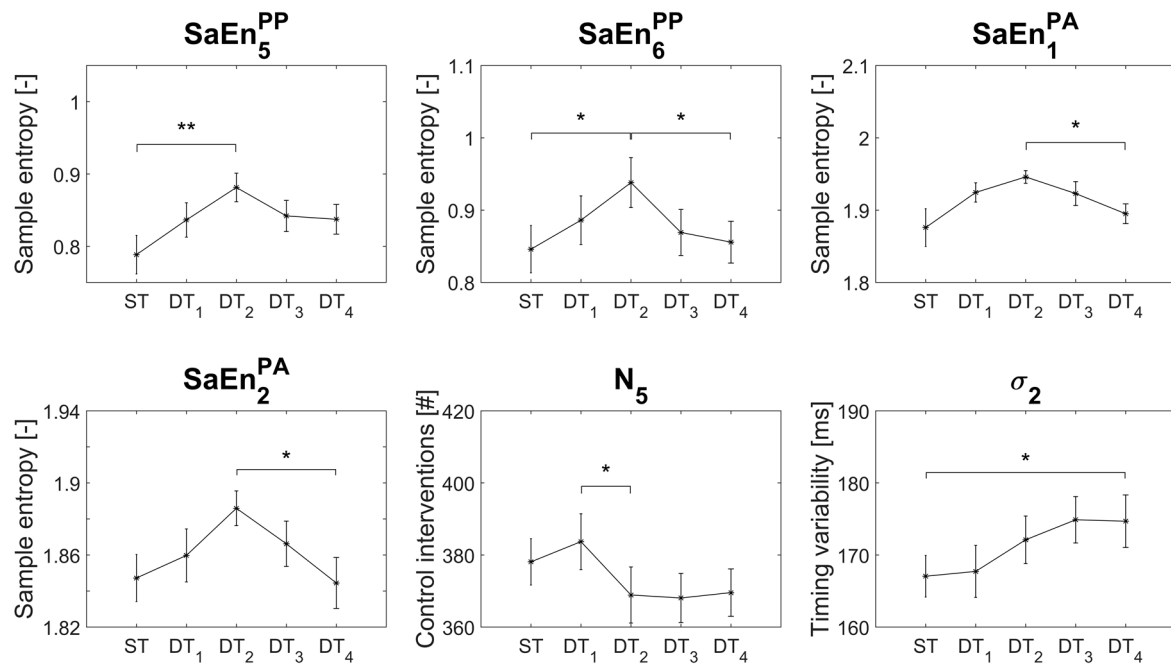 SaEn₅ᴾᴾ
Sample entropy [-]
1
0.9
0.8
**
ST DT₁ DT₂ DT₃ DT₄
SaEn₆ᴾᴾ
Sample entropy [-]
1.1
1
0.9
0.8
* *
ST DT₁ DT₂ DT₃ DT₄
SaEn₁ᴾᴬ
Sample entropy [-]
2.1
2
1.9
1.8
*
ST DT₁ DT₂ DT₃ DT₄
SaEn₂ᴾᴬ
Sample entropy [-]
1.94
1.9
1.86
1.82
*
ST DT₁ DT₂ DT₃ DT₄
N₅
Control interventions [#]
420
400
380
360
*
ST DT₁ DT₂ DT₃ DT₄
σ₂
Timing variability [ms]
190
180
170
160
*
ST DT₁ DT₂ DT₃ DT₄